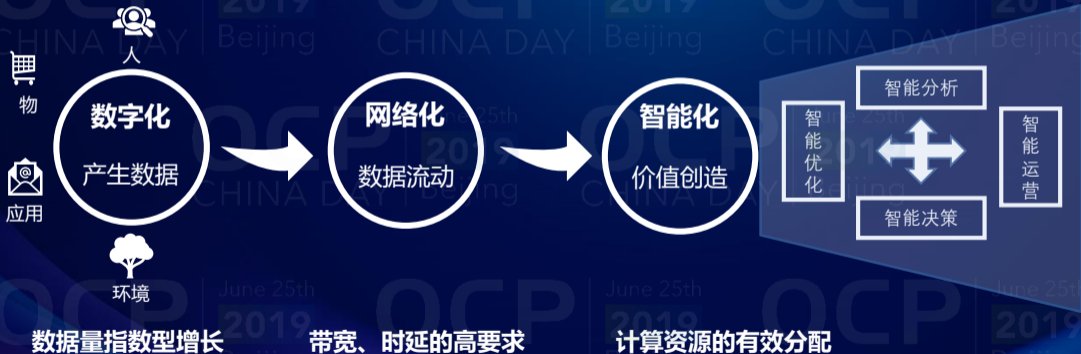 人
物
应用
环境
数字化
产生数据
网络化
数据流动
智能化
价值创造
智能分析
智能优化
智能运营
智能决策
数据量指数型增长
带宽、时延的高要求
计算资源的有效分配
OCP
CHINA DAY
June 25th
2019
Beijing